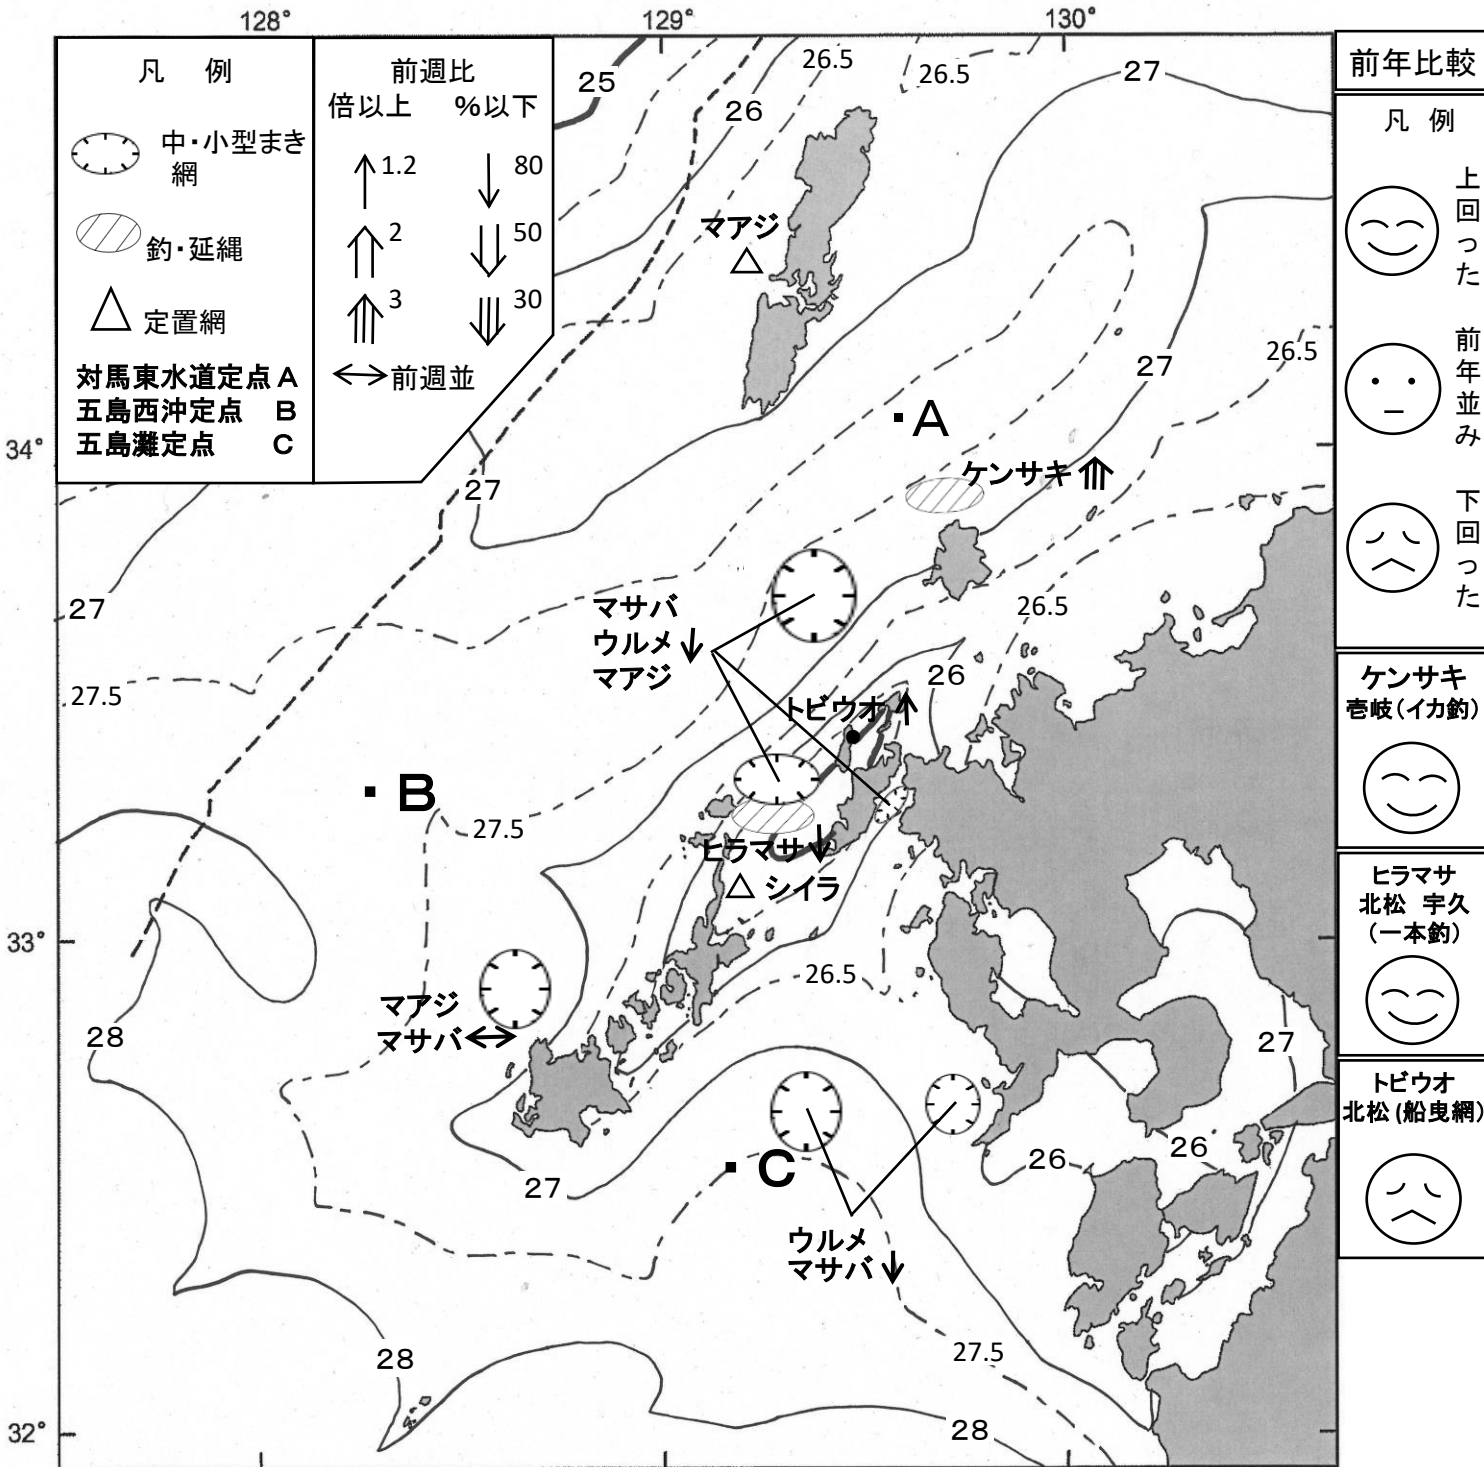 128°
129°
130°
凡 例
中・小型まき
網
釣・延縄
定置網
対馬東水道定点 A
五島西沖定点 B
五島灘定点 C
前週比
倍以上 %以下
1.2 80
2 50
3 30
前週並
25
26
26.5
26.5
27
マアジ
27
26.5
34°
A
27
ケンサキ
27
マサバ
ウルメ
マアジ
26.5
27.5
26
トビウオ
B
27.5
ヒラマサ
シイラ
33°
26.5
マアジ
マサバ
28
27
C
27
26
26
ウルメ
マサバ
28
27.5
28
32°
前年比較
凡 例
上回った
前年並み
下回った
ケンサキ
壱岐(イカ釣)
ヒラマサ
北松 宇久
(一本釣)
トビウオ
北松(船曳網)